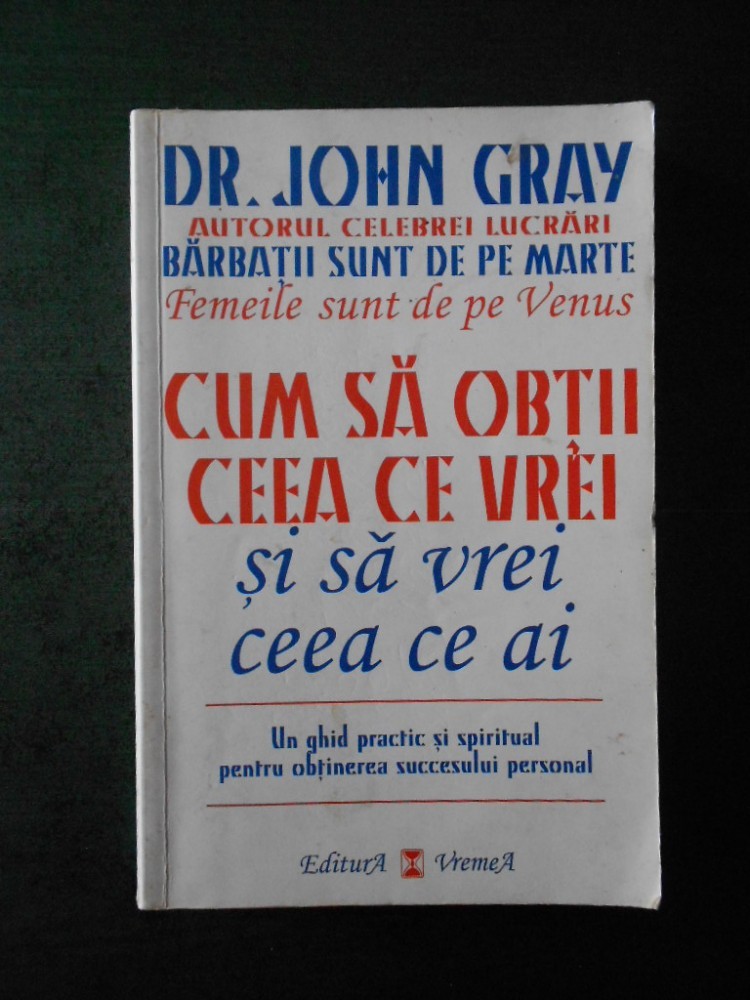 DR. JOHN GRAY
AUTORUL CELEBREI LUCRĂRI
BĂRBAȚII SUNT DE PE MARTE
Femeile sunt de pe Venus
CUM SĂ OBȚII
CEEA CE VREI
și să vrei
ceea ce ai
Un ghid practic și spiritual
pentru obținerea succesului personal
EditurA VremeA